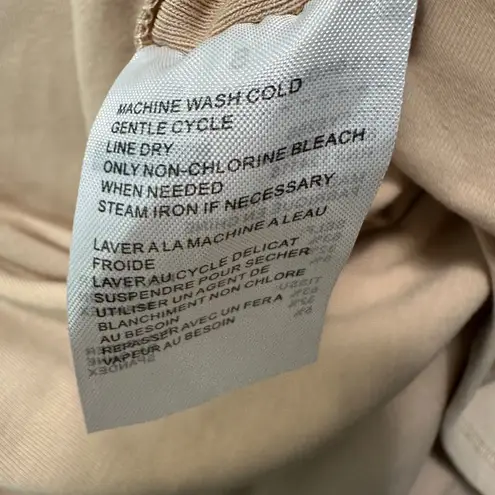 MACHINE WASH COLD
GENTLE CYCLE
LINE DRY
ONLY NON-CHLORINE BLEACH
WHEN NEEDED
STEAM IRON IF NECESSARY
LAVER A LA MACHINE A LEAU
FROIDE
LAVER AU CYCLE DELICAT
SUSPENDRE POUR SECHER
UTILISER UN AGENT DE
BLANCHIMENT NON CHLORE
AU BESOIN
REPASSER AVEC UN FER A
VAPEUR AU BESOIN
SPANDEX